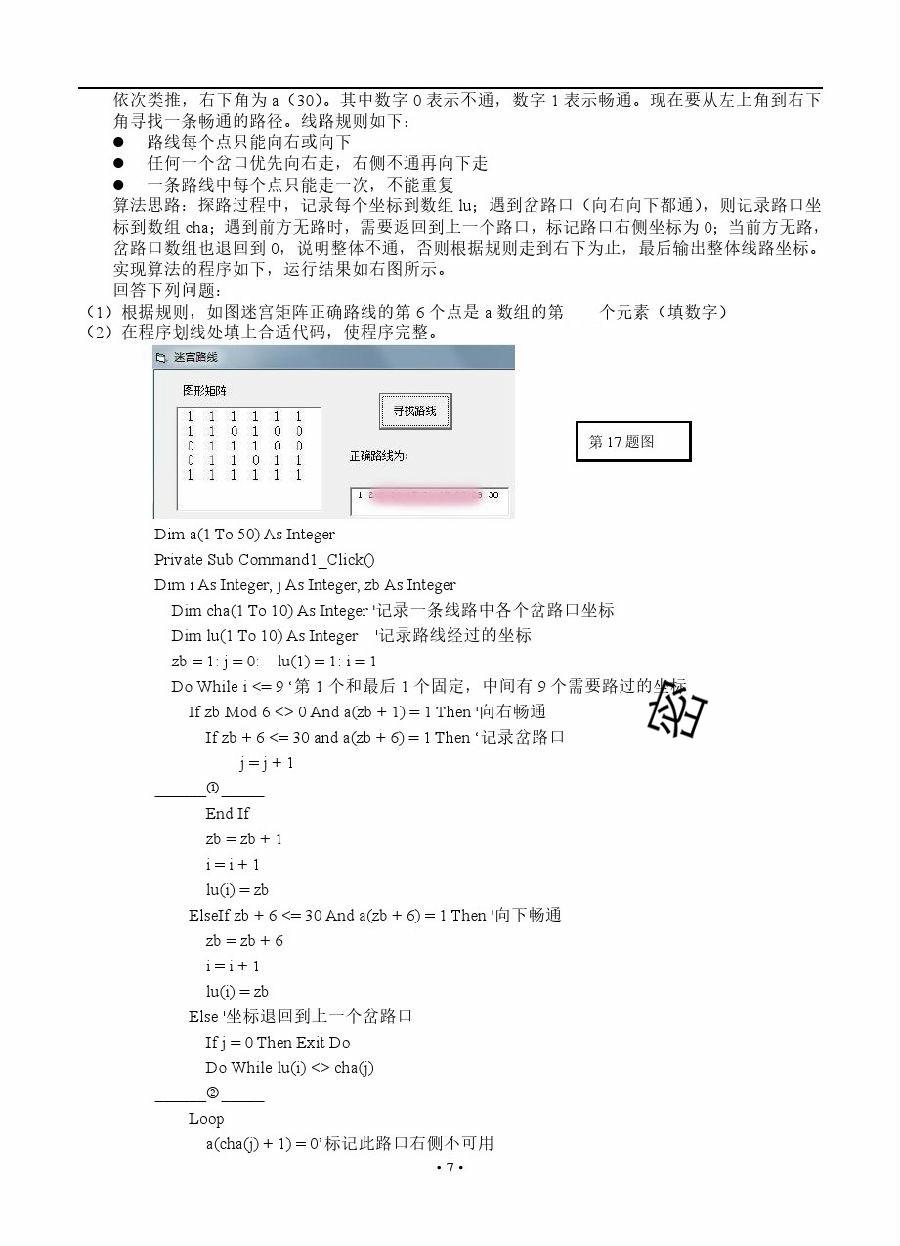 依次类推，右下角为 a（30）。其中数字 0 表示不通，数字 1 表示畅通。现在要从左上角到右下
角寻找一条畅通的路径。线路规则如下：
● 路线每个点只能向右或向下
● 任何一个岔口优先向右走，右侧不通再向下走
● 一条路线中每个点只能走一次，不能重复
算法思路：探路过程中，记录每个坐标到数组 lu；遇到岔路口（向右向下都通），则记录路口坐
标到数组 cha；遇到前方无路时，需要返回到上一个路口，标记路口右侧坐标为 0；当前方无路，
岔路口数组也退回到 0，说明整体不通，否则根据规则走到右下为止，最后输出整体线路坐标。
实现算法的程序如下，运行结果如右图所示。
回答下列问题：
（1）根据规则，如图迷宫矩阵正确路线的第 6 个点是 a 数组的第 个元素（填数字）
（2）在程序划线处填上合适代码，使程序完整。
迷宫路线
图形矩阵
1 1 1 1 1 1
1 1 0 1 0 0
0 1 1 1 0 0
0 1 1 0 1 1
1 1 1 1 1 1
寻找路线
正确路线为:
1 2 30
第 17 题图
Dim a(1 To 50) As Integer
Private Sub Command1_Click()
Dim i As Integer, j As Integer, zb As Integer
Dim cha(1 To 10) As Integer '记录一条线路中各个岔路口坐标
Dim lu(1 To 10) As Integer '记录路线经过的坐标
zb = 1: j = 0: lu(1) = 1: i = 1
Do While i <= 9 ‘第 1 个和最后 1 个固定，中间有 9 个需要路过的坐标
If zb Mod 6 <> 0 And a(zb + 1) = 1 Then '向右畅通
If zb + 6 <= 30 and a(zb + 6) = 1 Then ‘记录岔路口
j = j + 1
______①_____
End If
zb = zb + 1
i = i + 1
lu(i) = zb
ElseIf zb + 6 <= 30 And a(zb + 6) = 1 Then '向下畅通
zb = zb + 6
i = i + 1
lu(i) = zb
Else '坐标退回到上一个岔路口
If j = 0 Then Exit Do
Do While lu(i) <> cha(j)
______②_____
Loop
a(cha(j) + 1) = 0’标记此路口右侧不可用
• 7 •